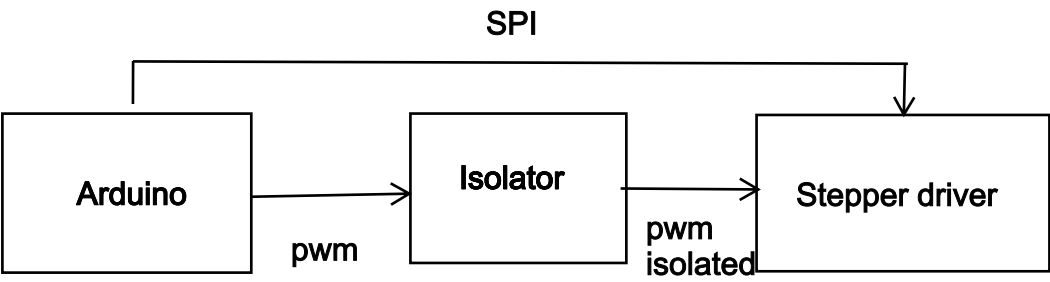 SPI
Arduino
pwm
Isolator
pwm
isolated
Stepper driver